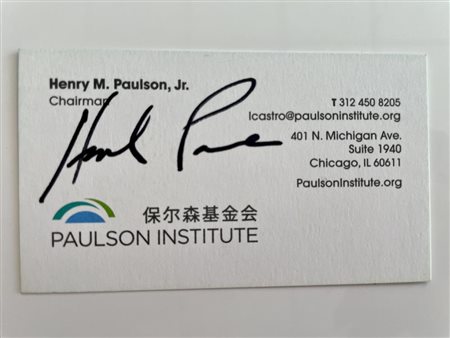 Henry M. Paulson, Jr.
Chairman
T 312 450 8205
lcastro@paulsoninstitute.org
401 N. Michigan Ave.
Suite 1940
Chicago, IL 60611
PaulsonInstitute.org
保尔森基金会
PAULSON INSTITUTE